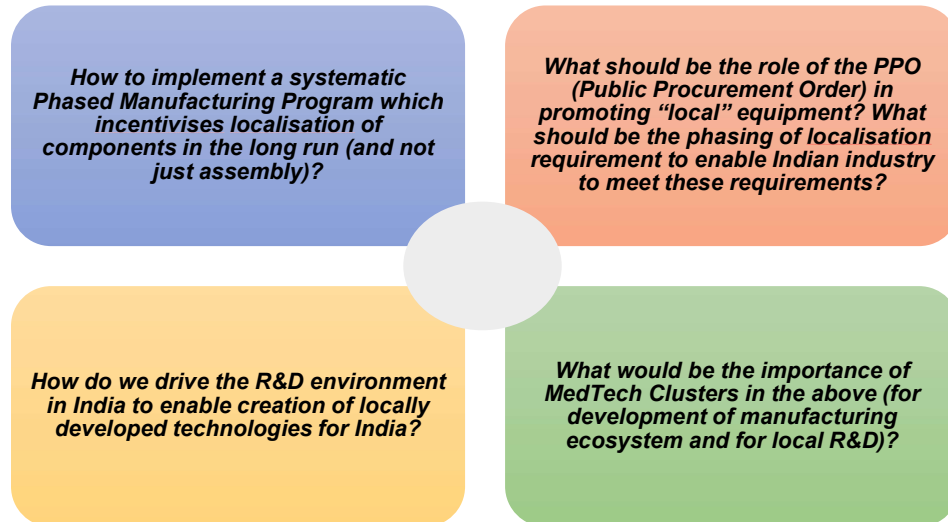 How to implement a systematic
Phased Manufacturing Program which
incentivises localisation of
components in the long run (and not
just assembly)?
What should be the role of the PPO
(Public Procurement Order) in
promoting “local” equipment? What
should be the phasing of localisation
requirement to enable Indian industry
to meet these requirements?
How do we drive the R&D environment
in India to enable creation of locally
developed technologies for India?
What would be the importance of
MedTech Clusters in the above (for
development of manufacturing
ecosystem and for local R&D)?